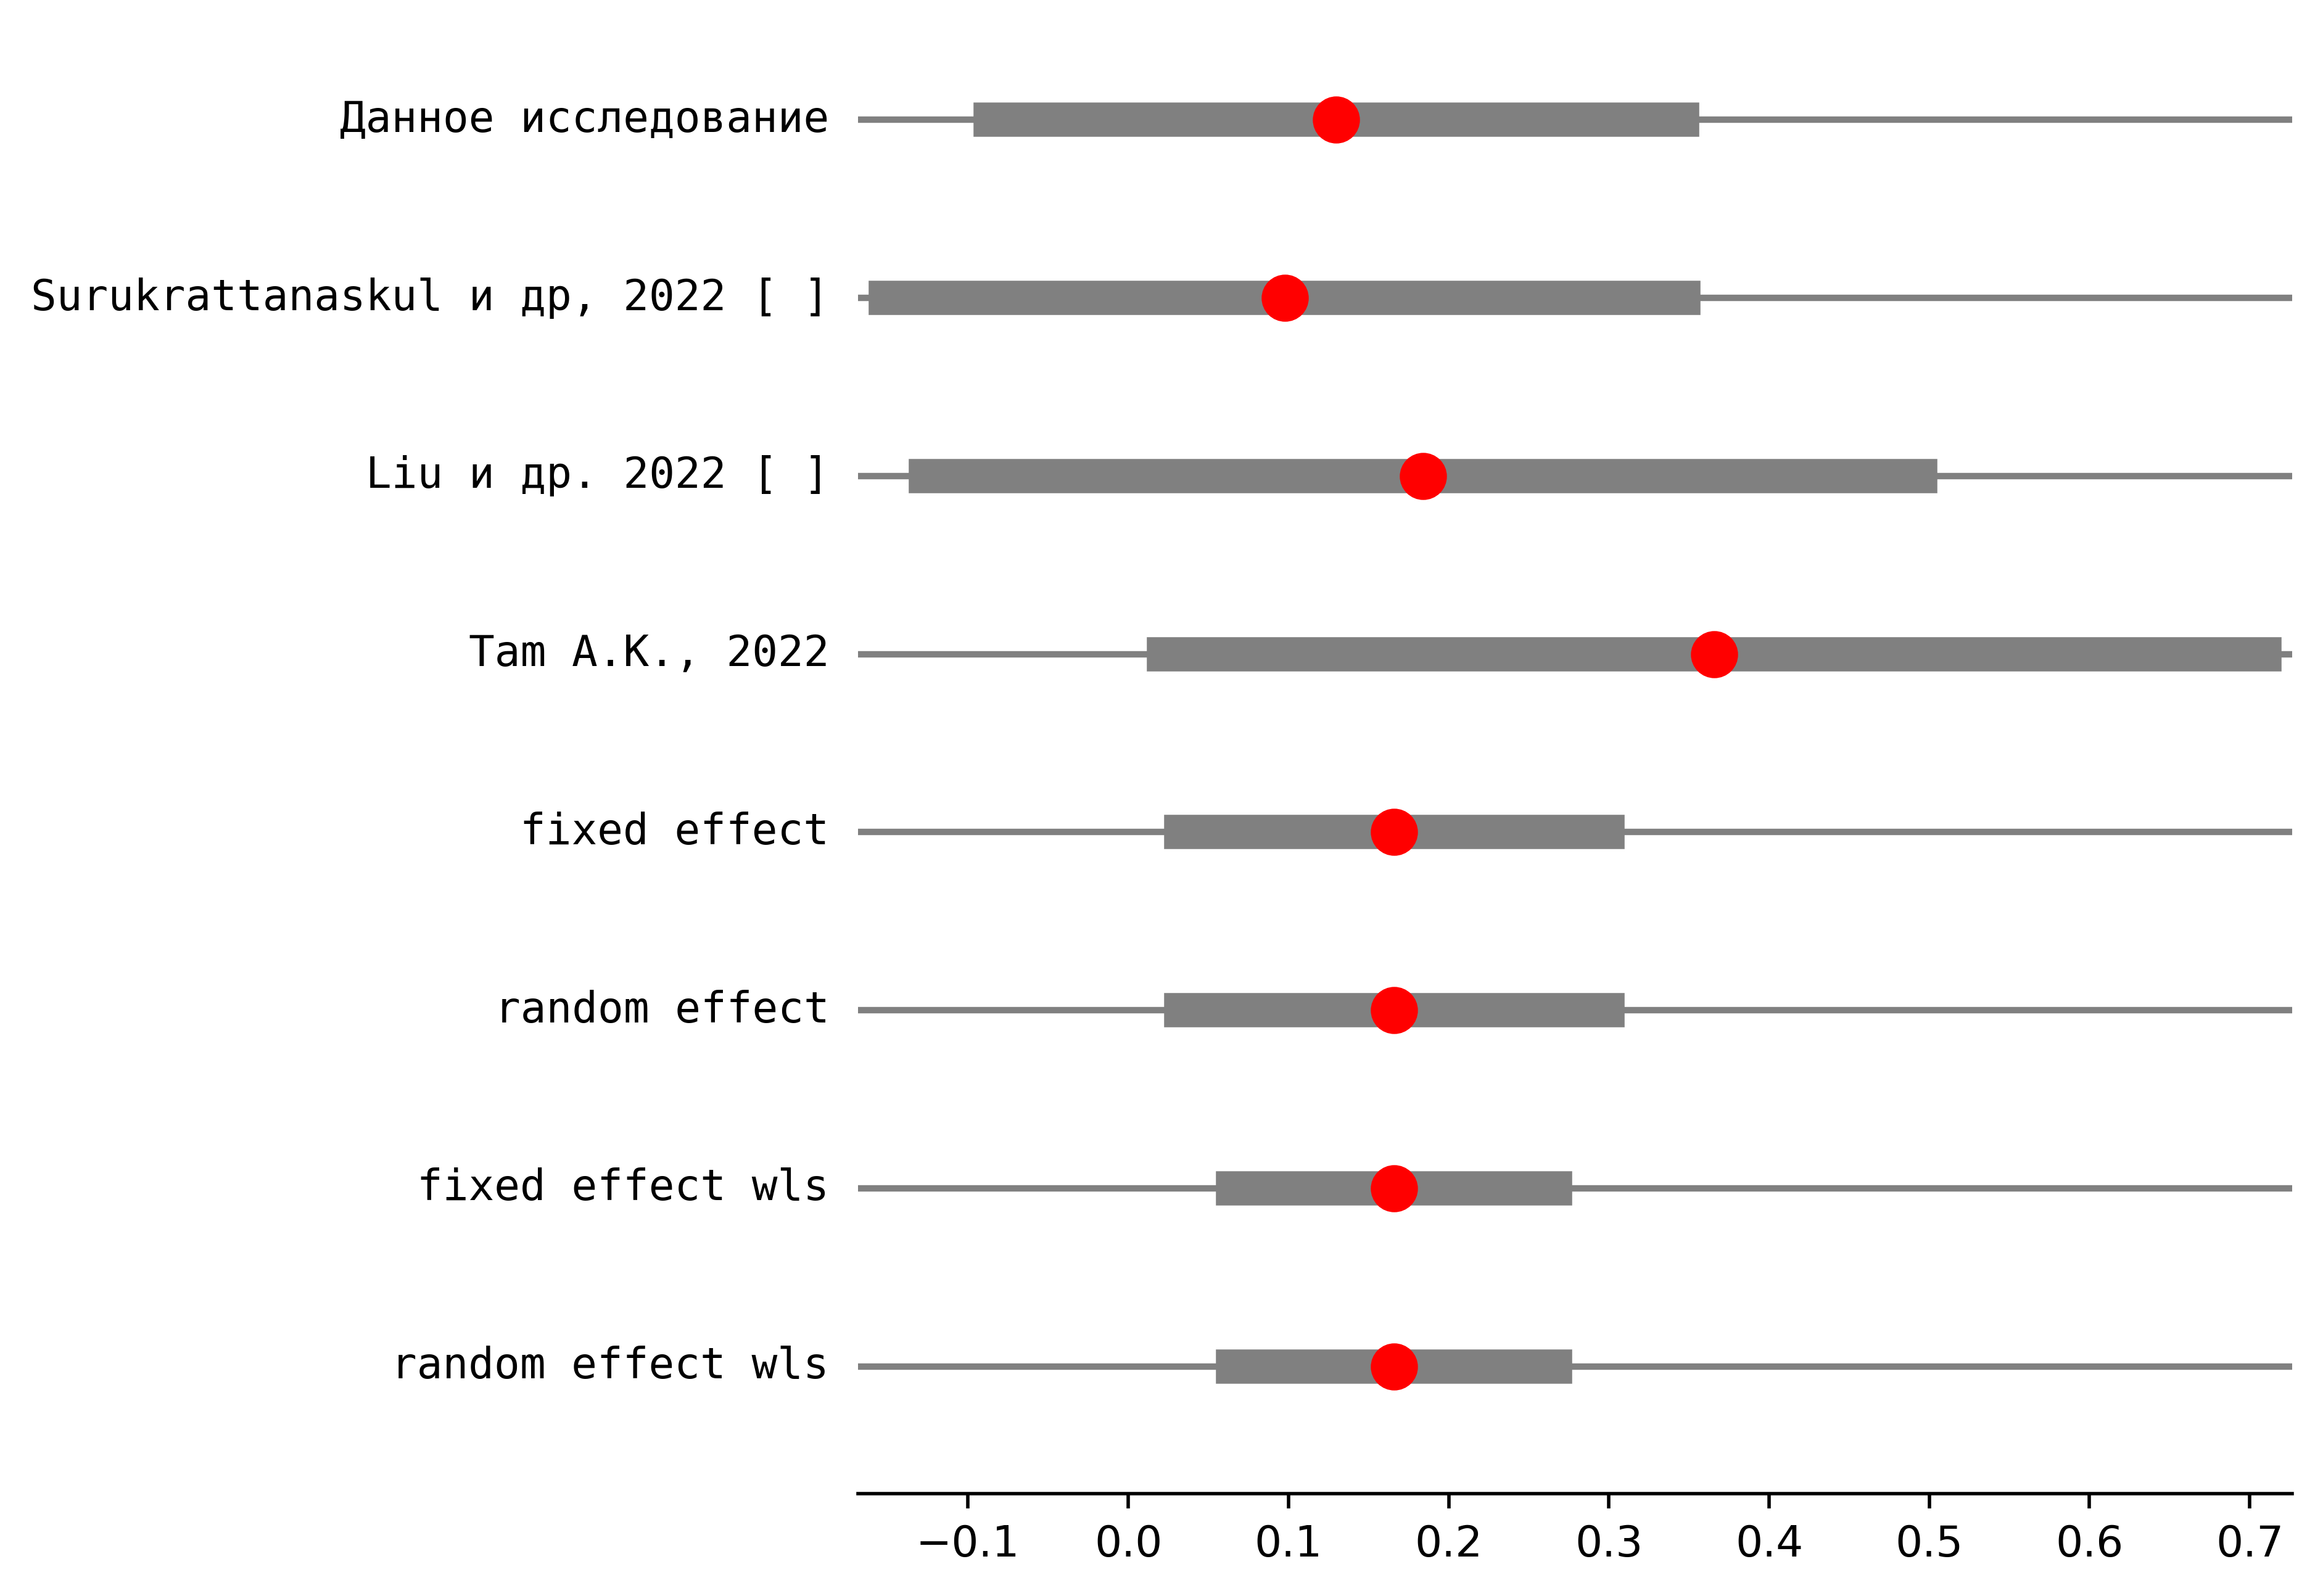 Данное исследование
Surukrattanaskul и др, 2022 [ ]
Liu и др. 2022 [ ]
Tam A.K., 2022
fixed effect
random effect
fixed effect wls
random effect wls
−0.1 0.0 0.1 0.2 0.3 0.4 0.5 0.6 0.7